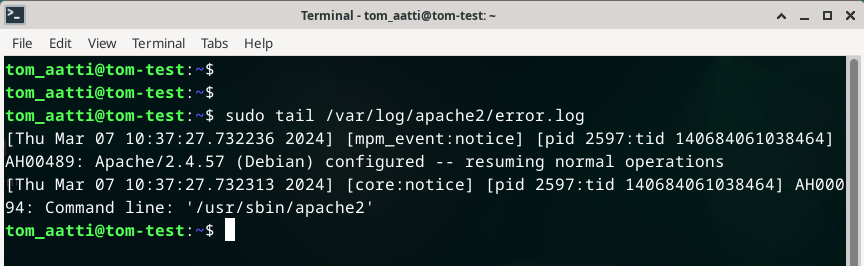 Terminal - tom_aatti@tom-test: ~
File Edit View Terminal Tabs Help
tom_aatti@tom-test:~$
tom_aatti@tom-test:~$
tom_aatti@tom-test:~$ sudo tail /var/log/apache2/error.log
[Thu Mar 07 10:37:27.732236 2024] [mpm_event:notice] [pid 2597:tid 140684061038464]
AH00489: Apache/2.4.57 (Debian) configured -- resuming normal operations
[Thu Mar 07 10:37:27.732313 2024] [core:notice] [pid 2597:tid 140684061038464] AH000
94: Command line: '/usr/sbin/apache2'
tom_aatti@tom-test:~$